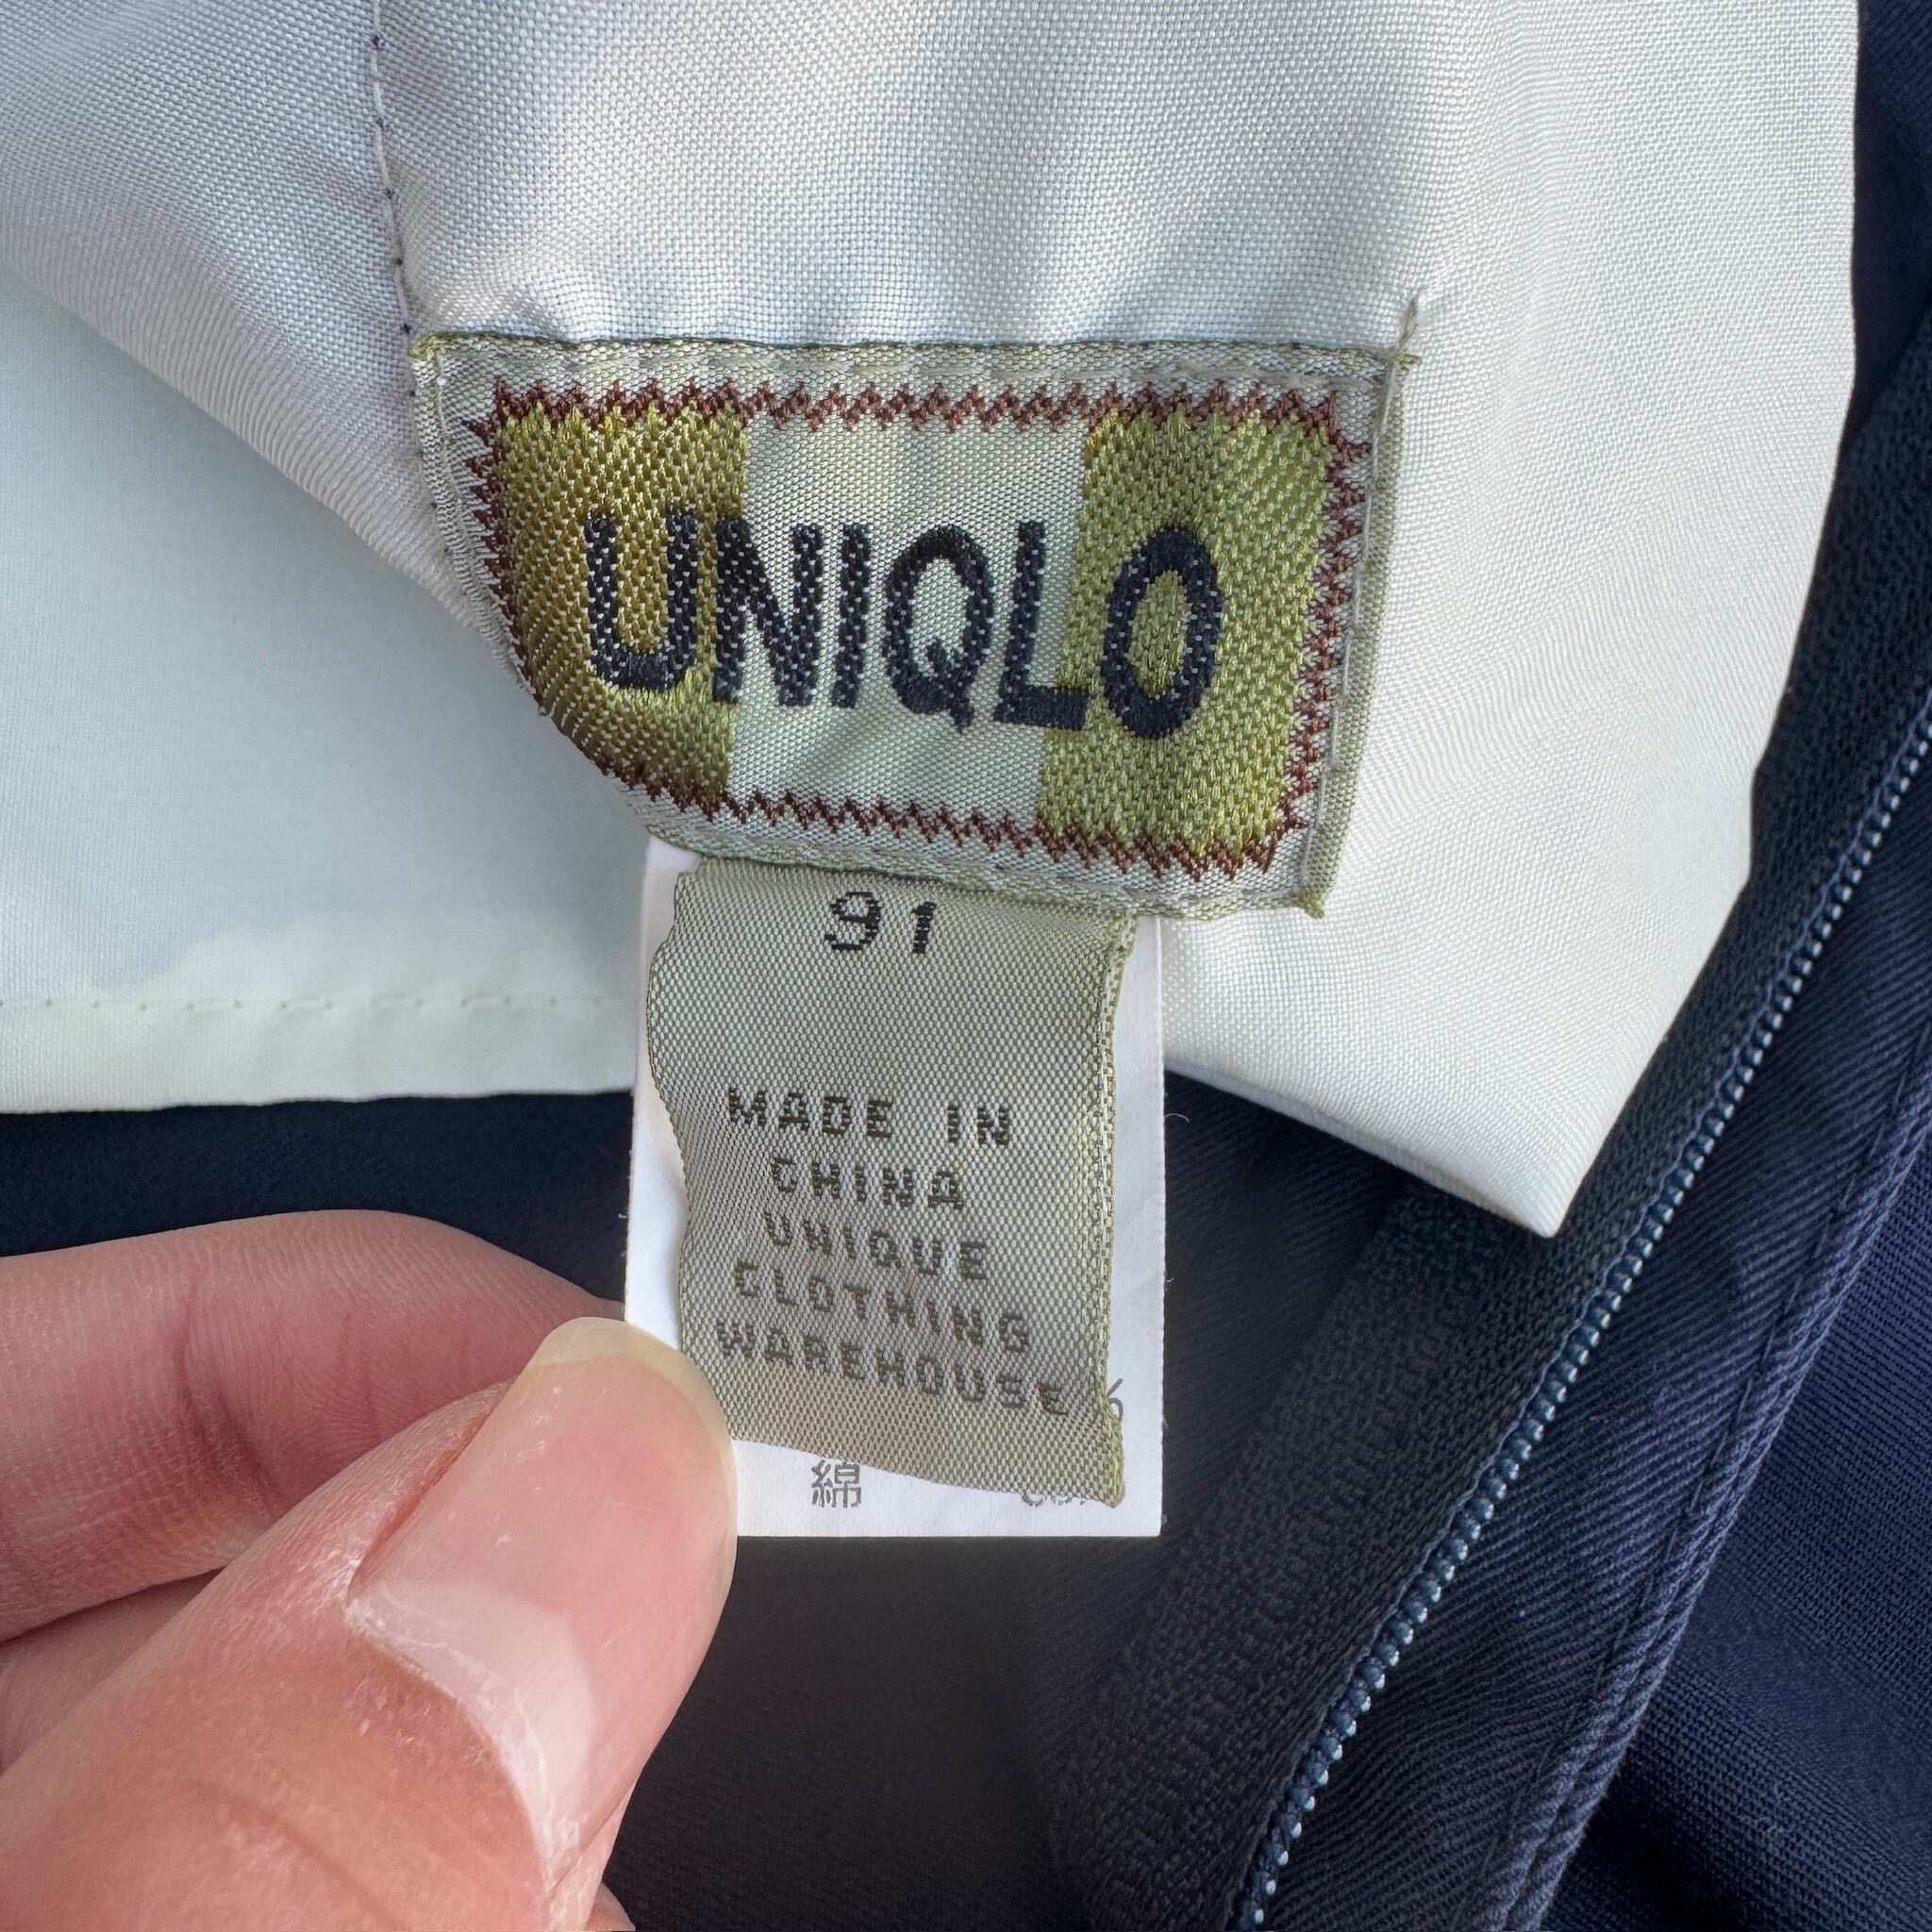 UNIQLO
91
MADE IN
CHINA
UNIQUE
CLOTHING
WAREHOUSE
%
綿